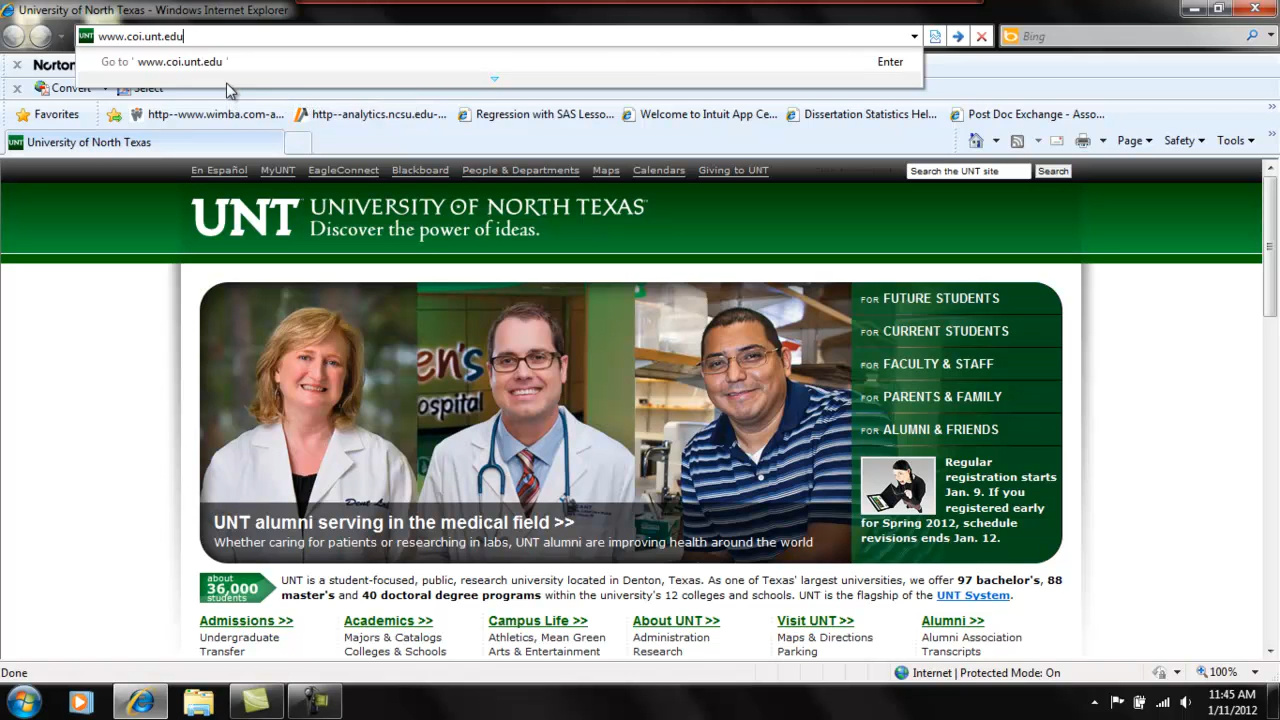 University of North Texas - Windows Internet Explorer
UNT www.coi.unt.edu
Bing
Go to ' www.coi.unt.edu '
Enter
Norton
Convert
Select
Favorites
http--www.wimba.com-a...
http--analytics.ncsu.edu-...
Regression with SAS Lesso...
Welcome to Intuit App Ce...
Dissertation Statistics Hel...
Post Doc Exchange - Asso...
UNT University of North Texas
Page
Safety
Tools
En Español
MyUNT
EagleConnect
Blackboard
People & Departments
Maps
Calendars
Giving to UNT
Search the UNT site
Search
UNT UNIVERSITY OF NORTH TEXAS
Discover the power of ideas.
FOR FUTURE STUDENTS
FOR CURRENT STUDENTS
FOR FACULTY & STAFF
FOR PARENTS & FAMILY
FOR ALUMNI & FRIENDS
en's
ospital
Regular
registration starts
Jan. 9. If you
registered early
for Spring 2012, schedule
revisions ends Jan. 12.
UNT alumni serving in the medical field >>
Whether caring for patients or researching in labs, UNT alumni are improving health around the world
about
36,000
students
UNT is a student-focused, public, research university located in Denton, Texas. As one of Texas' largest universities, we offer 97 bachelor's, 88
master's and 40 doctoral degree programs within the university's 12 colleges and schools. UNT is the flagship of the UNT System.
Admissions >>
Undergraduate
Transfer
Academics >>
Majors & Catalogs
Colleges & Schools
Campus Life >>
Athletics, Mean Green
Arts & Entertainment
About UNT >>
Administration
Research
Visit UNT >>
Maps & Directions
Parking
Alumni >>
Alumni Association
Transcripts
Done
Internet | Protected Mode: On
100%
11:45 AM
1/11/2012